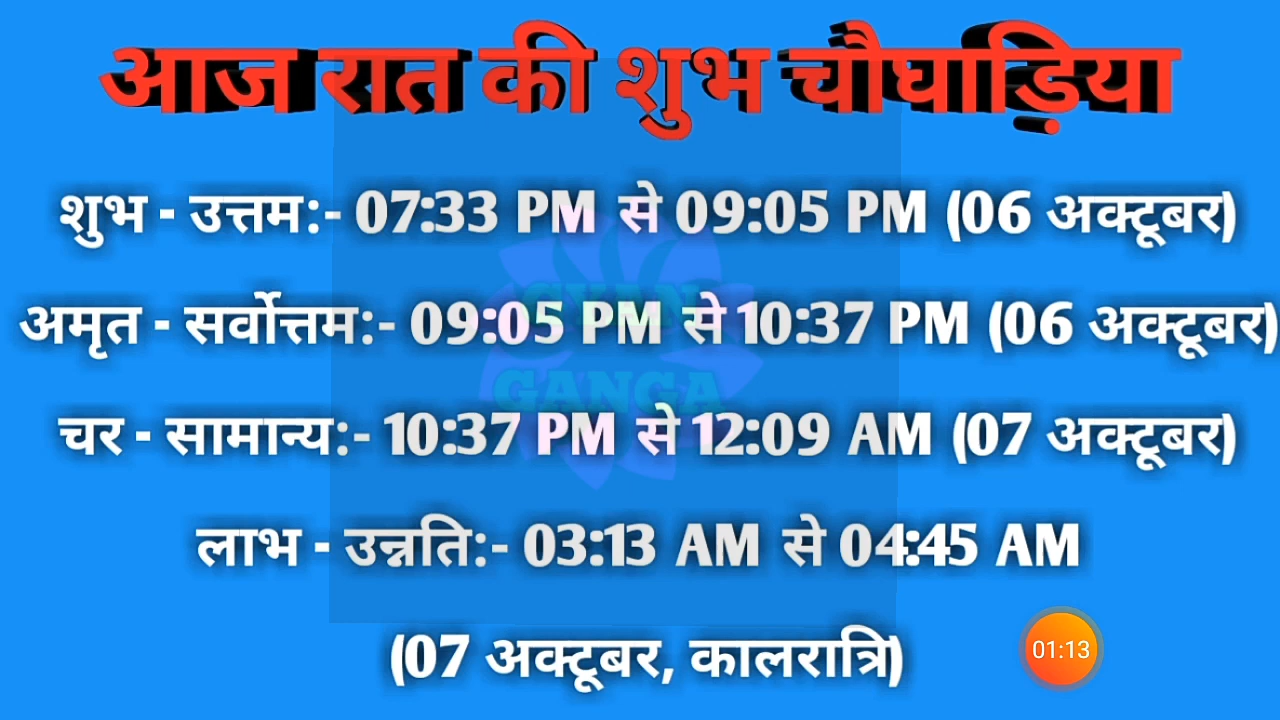 आज रात की शुभ चौघाड़िया
शुभ - उत्तम:- 07:33 PM से 09:05 PM (06 अक्टूबर)
अमृत - सर्वोत्तम:- 09:05 PM से 10:37 PM (06 अक्टूबर)
GYAN
GANGA
चर - सामान्य:- 10:37 PM से 12:09 AM (07 अक्टूबर)
लाभ - उन्नति:- 03:13 AM से 04:45 AM
(07 अक्टूबर, कालरात्रि)
01:13